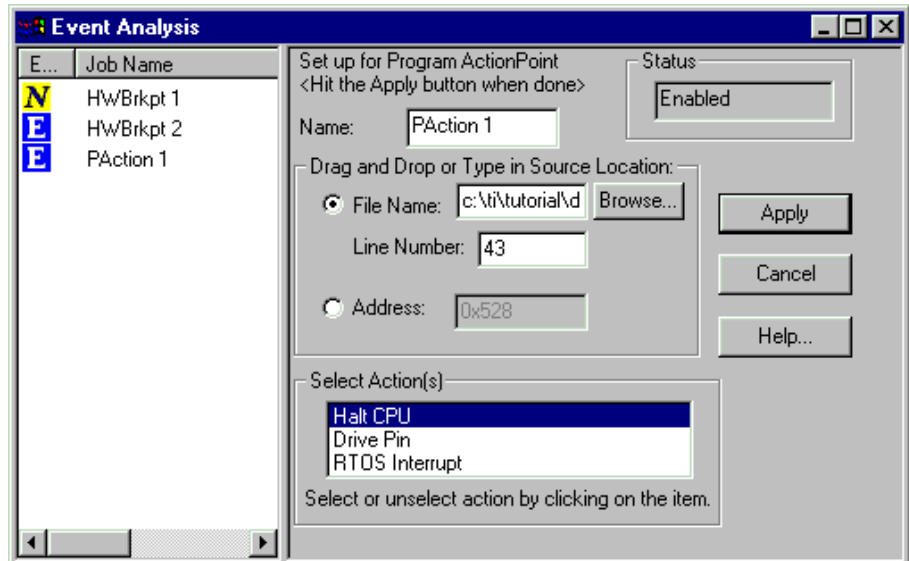 Event Analysis
E... Job Name
N HWBrkpt 1
E HWBrkpt 2
E PAction 1
Set up for Program ActionPoint
<Hit the Apply button when done>
Status
Enabled
Name: PAction 1
Drag and Drop or Type in Source Location:
File Name: c:\ti\tutorial\d Browse...
Line Number: 43
Address: 0x528
Apply
Cancel
Help...
Select Action(s)
Halt CPU
Drive Pin
RTOS Interrupt
Select or unselect action by clicking on the item.